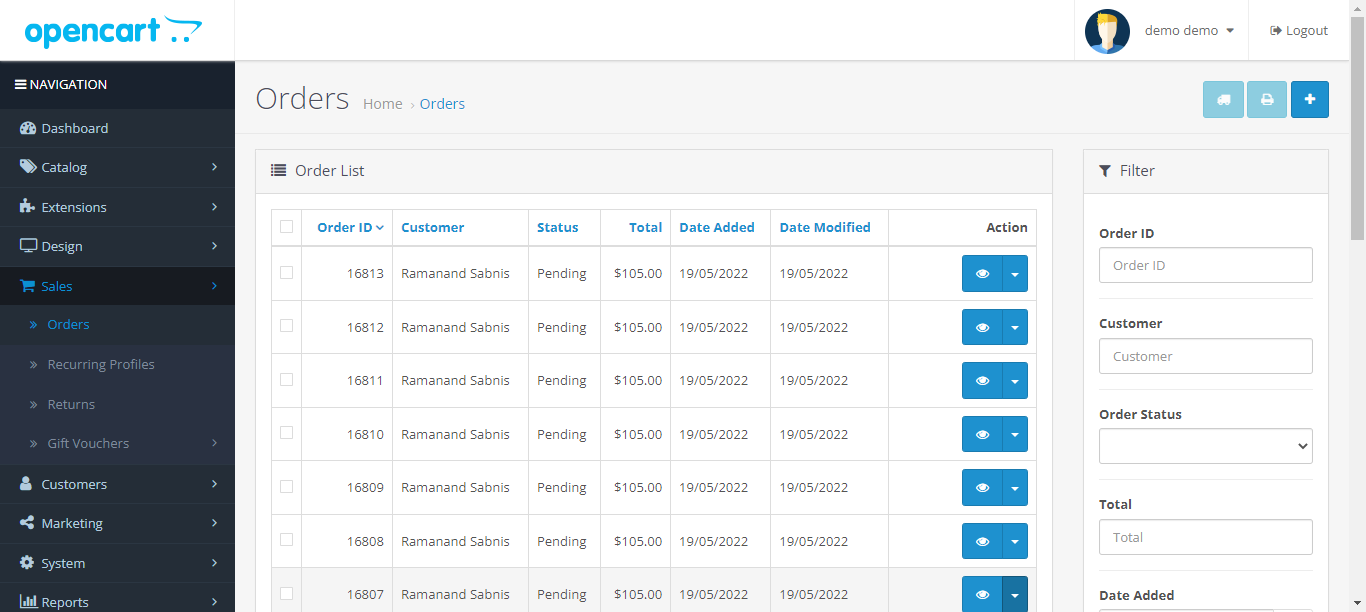 opencart
demo demo
Logout
NAVIGATION
Dashboard
Catalog
Extensions
Design
Sales
Orders
Recurring Profiles
Returns
Gift Vouchers
Customers
Marketing
System
Reports
Orders Home › Orders
Order List
Order ID Customer Status Total Date Added Date Modified Action
16813 Ramanand Sabnis Pending $105.00 19/05/2022 19/05/2022
16812 Ramanand Sabnis Pending $105.00 19/05/2022 19/05/2022
16811 Ramanand Sabnis Pending $105.00 19/05/2022 19/05/2022
16810 Ramanand Sabnis Pending $105.00 19/05/2022 19/05/2022
16809 Ramanand Sabnis Pending $105.00 19/05/2022 19/05/2022
16808 Ramanand Sabnis Pending $105.00 19/05/2022 19/05/2022
16807 Ramanand Sabnis Pending $105.00 19/05/2022 19/05/2022
Filter
Order ID
Order ID
Customer
Customer
Order Status
Total
Total
Date Added